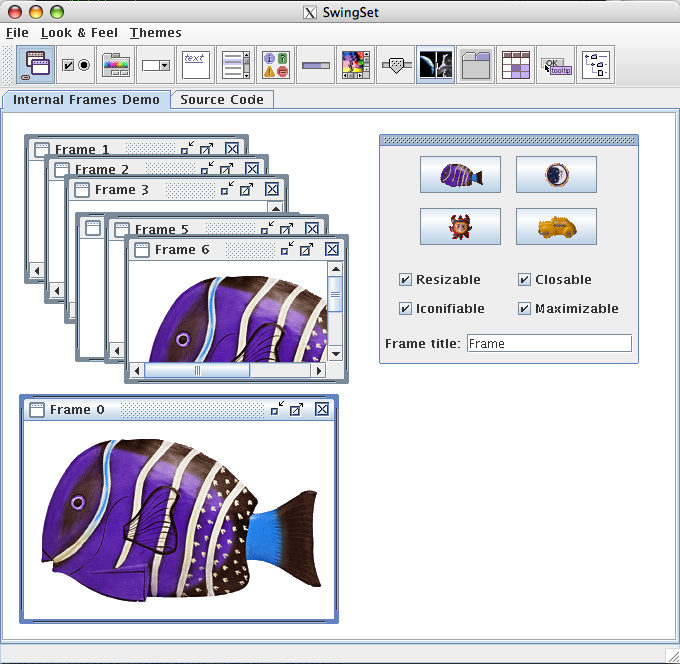 SwingSet
File Look & Feel Themes
text
OK
tooltip
Internal Frames Demo Source Code
Frame 1
Frame 2
Frame 3
Frame 5
Frame 6
Frame 0
Resizable Closable
Iconifiable Maximizable
Frame title: Frame